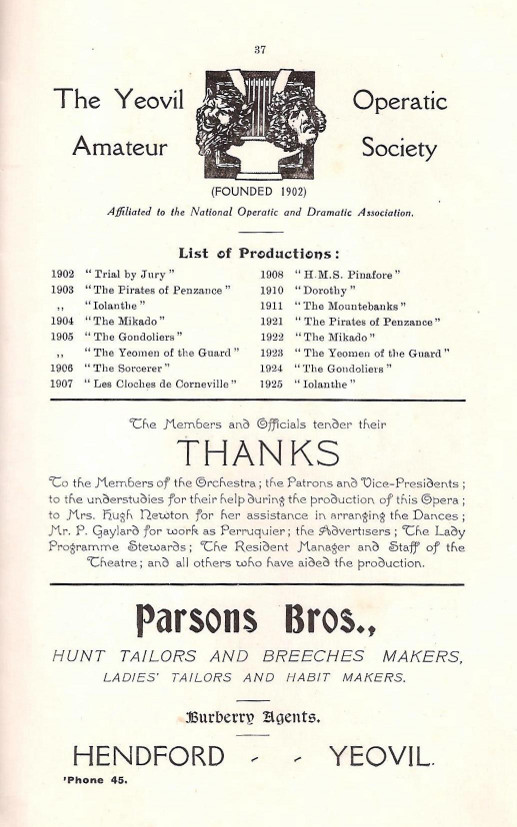 37
The Yeovil Operatic
Amateur Society
(FOUNDED 1902)
Affiliated to the National Operatic and Dramatic Association.
List of Productions:
1902 "Trial by Jury"
1903 "The Pirates of Penzance"
,, "Iolanthe"
1904 "The Mikado"
1905 "The Gondoliers"
,, "The Yeomen of the Guard"
1906 "The Sorcerer"
1907 "Les Cloches de Corneville"
1908 "H.M.S. Pinafore"
1910 "Dorothy"
1911 "The Mountebanks"
1921 "The Pirates of Penzance"
1922 "The Mikado"
1923 "The Yeomen of the Guard"
1924 "The Gondoliers"
1925 "Iolanthe"
The Members and Officials tender their
THANKS
To the Members of the Orchestra; the Patrons and Vice-Presidents;
to the understudies for their help during the production of this Opera;
to Mrs. Hugh Newton for her assistance in arranging the Dances;
Mr. P. Gaylard for work as Perruquier; the Advertisers; The Lady
Programme Stewards; The Resident Manager and Staff of the
Theatre; and all others who have aided the production.
Parsons Bros.,
HUNT TAILORS AND BREECHES MAKERS,
LADIES' TAILORS AND HABIT MAKERS.
Burberry Agents.
HENDFORD - - YEOVIL.
'Phone 45.